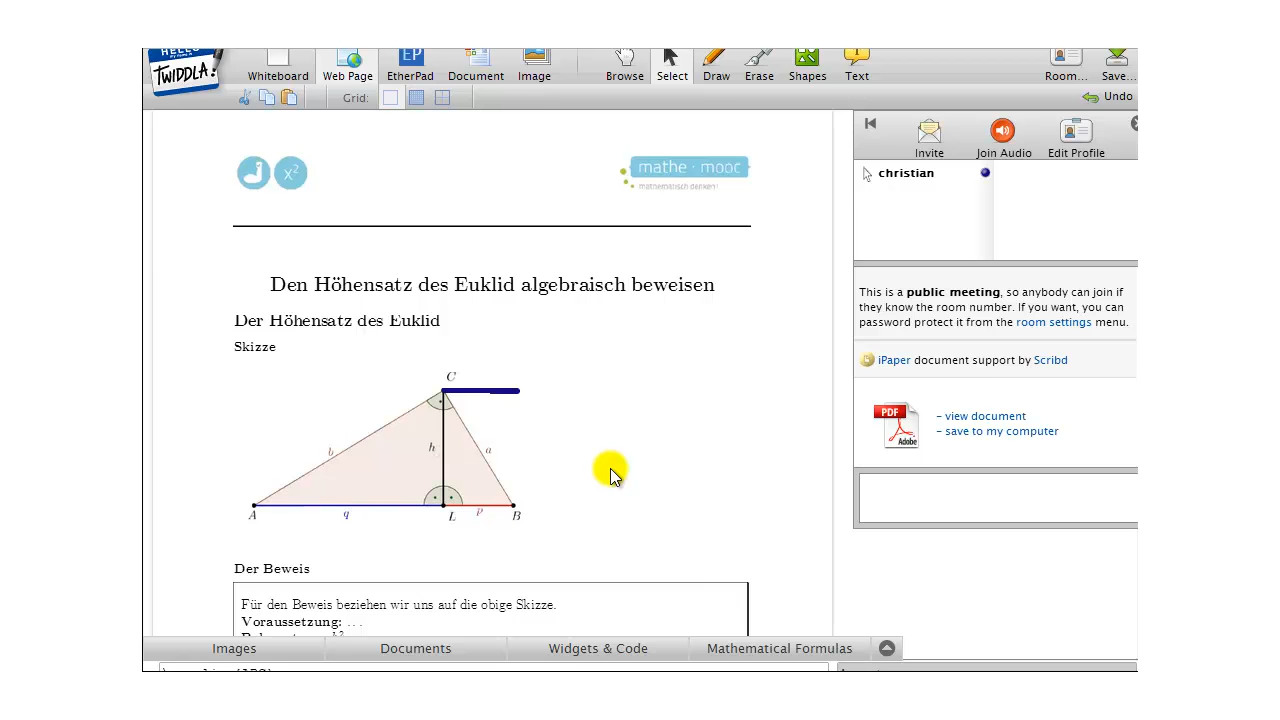 HELLO
TWIDDLA!
Whiteboard Web Page EtherPad Document Image Browse Select Draw Erase Shapes Text Room... Save...
EP
T
Grid:
Undo
x²
mathe · mooc
mathematisch denken!
Invite Join Audio Edit Profile
christian
This is a public meeting, so anybody can join if
they know the room number. If you want, you can
password protect it from the room settings menu.
iPaper document support by Scribd
PDF
Adobe
– view document
– save to my computer
Den Höhensatz des Euklid algebraisch beweisen
Der Höhensatz des Euklid
Skizze
C
b
h
a
A
q
L
p
B
Der Beweis
Für den Beweis beziehen wir uns auf die obige Skizze.
Voraussetzung: ...
Images Documents Widgets & Code Mathematical Formulas